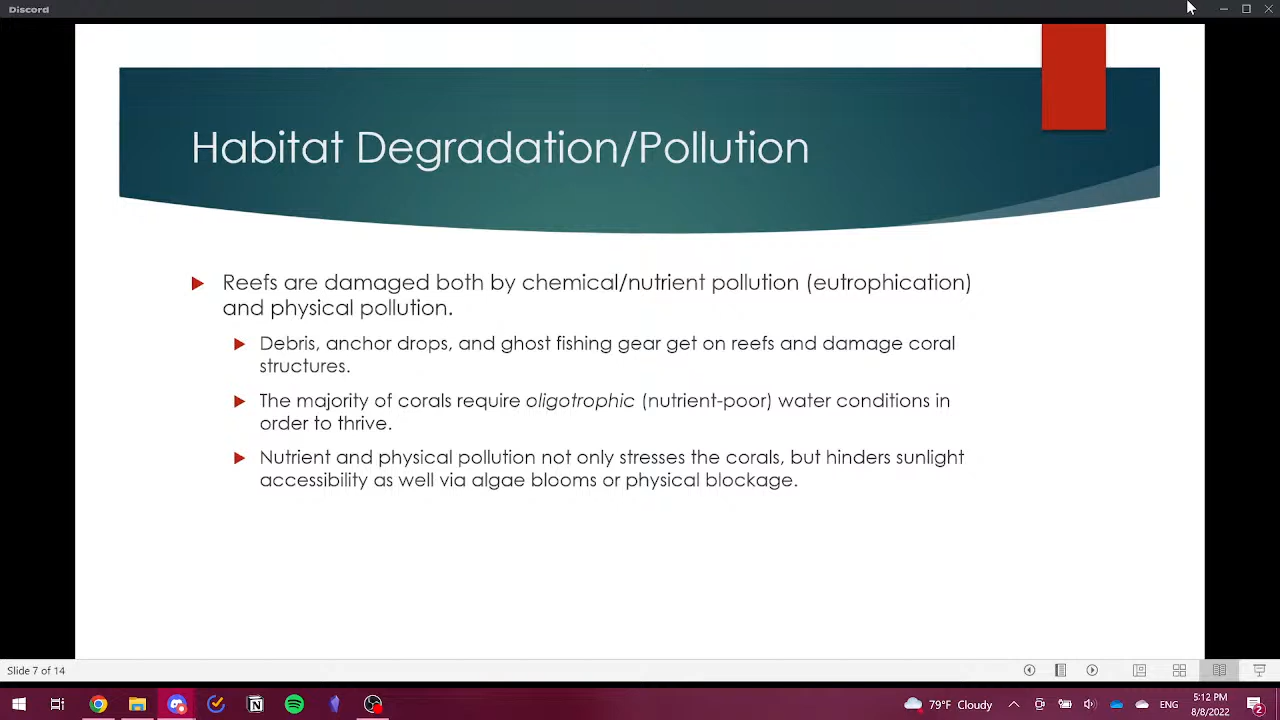 Discord
Habitat Degradation/Pollution
Reefs are damaged both by chemical/nutrient pollution (eutrophication)
and physical pollution.
Debris, anchor drops, and ghost fishing gear get on reefs and damage coral
structures.
The majority of corals require oligotrophic (nutrient-poor) water conditions in
order to thrive.
Nutrient and physical pollution not only stresses the corals, but hinders sunlight
accessibility as well via algae blooms or physical blockage.
Slide 7 of 14
79°F Cloudy
ENG
5:12 PM
8/8/2022
2